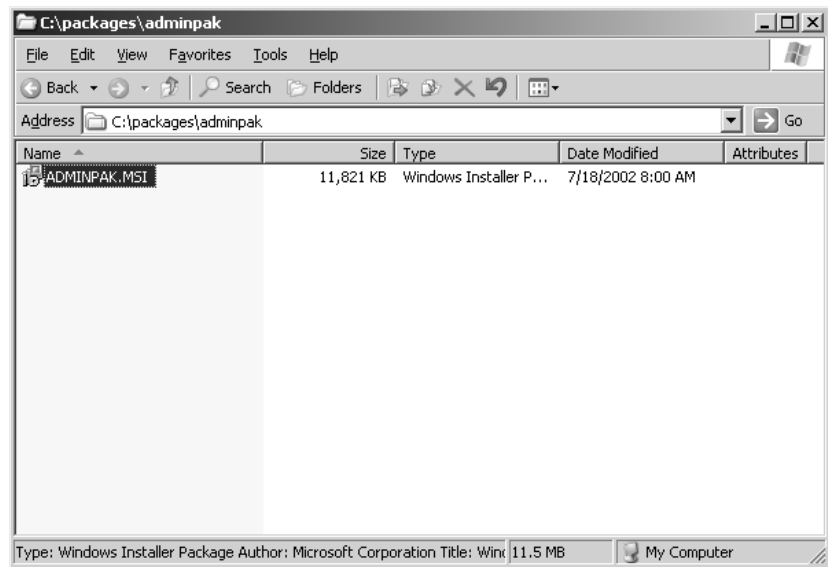 C:\packages\adminpak
File Edit View Favorites Tools Help
Back Search Folders
Address C:\packages\adminpak Go
Name Size Type Date Modified Attributes
ADMINPAK.MSI 11,821 KB Windows Installer P... 7/18/2002 8:00 AM
Type: Windows Installer Package Author: Microsoft Corporation Title: Wind 11.5 MB My Computer